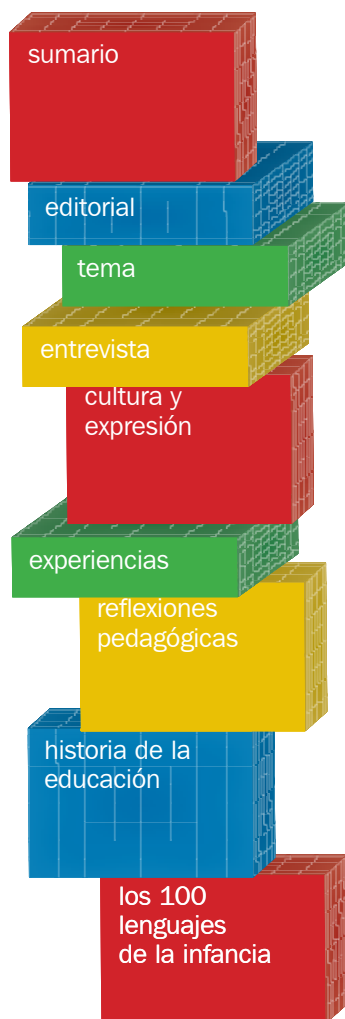 sumario
editorial
tema
entrevista
cultura y
expresión
experiencias
reflexiones
pedagógicas
historia de la
educación
los 100
lenguajes
de la infancia